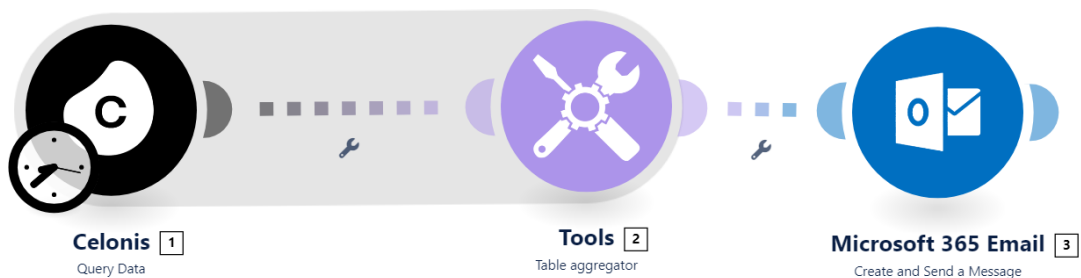 C
Celonis 1
Query Data
Tools 2
Table aggregator
O
Microsoft 365 Email 3
Create and Send a Message